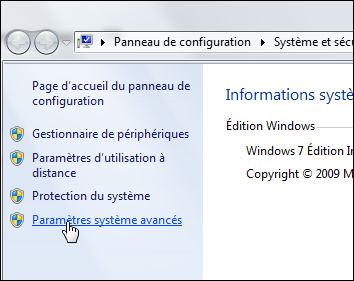 Panneau de configuration Système et sécu
Page d'accueil du panneau de
configuration
Gestionnaire de périphériques
Paramètres d'utilisation à
distance
Protection du système
Paramètres système avancés
Informations systè
Édition Windows
Windows 7 Édition In
Copyright © 2009 M